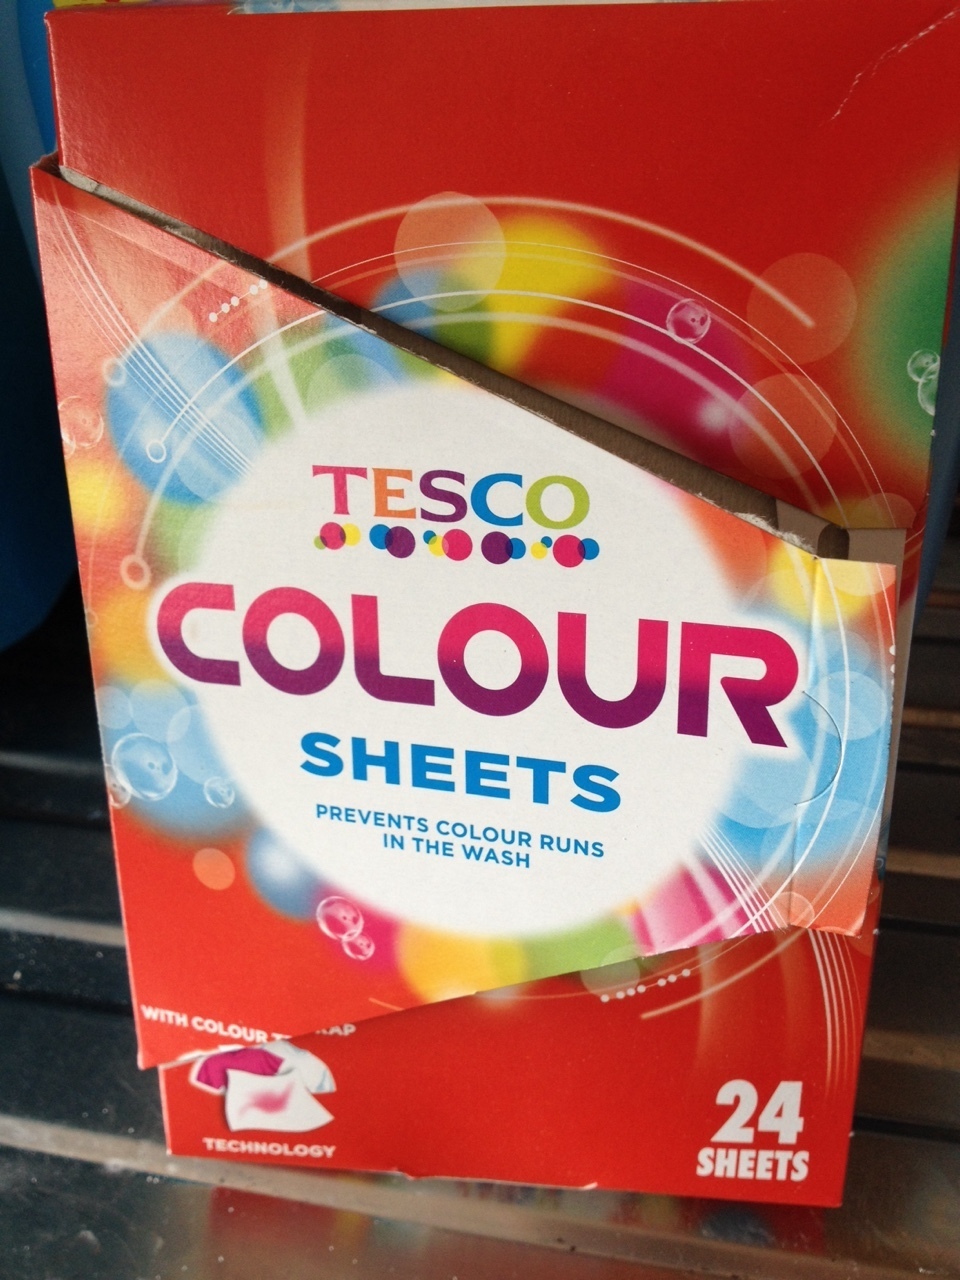 TESCO
COLOUR
SHEETS
PREVENTS COLOUR RUNS
IN THE WASH
WITH COLOUR
TECHNOLOGY
24
SHEETS